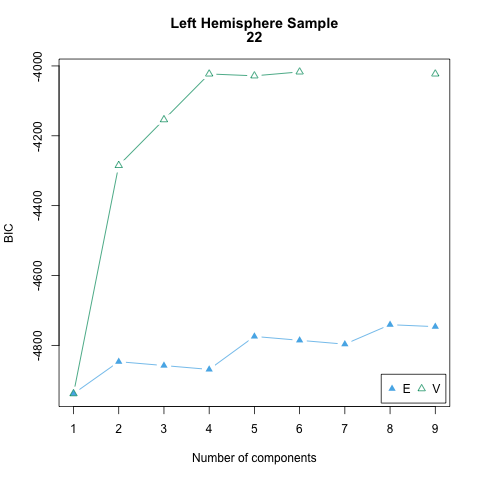 Left Hemisphere Sample
22
BIC
-4000
-4200
-4400
-4600
-4800
1 2 3 4 5 6 7 8 9
Number of components
E V